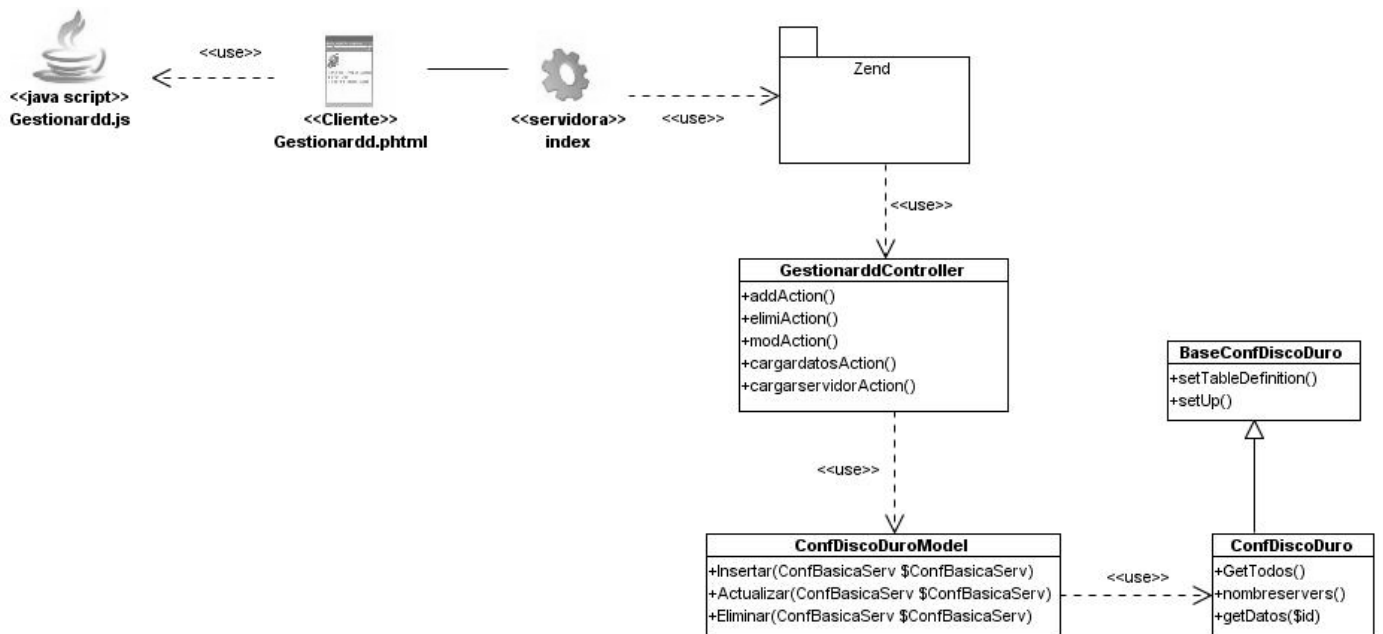 <<use>>
<<java script>>
Gestionardd.js
<<Cliente>>
Gestionardd.phtml
<<servidora>>
index
<<use>>
Zend
<<use>>
GestionarddController
+addAction()
+elimiAction()
+modAction()
+cargardatosAction()
+cargarservidorAction()
BaseConfDiscoDuro
+setTableDefinition()
+setUp()
<<use>>
ConfDiscoDuroModel
+Insertar(ConfBasicaServ $ConfBasicaServ)
+Actualizar(ConfBasicaServ $ConfBasicaServ)
+Eliminar(ConfBasicaServ $ConfBasicaServ)
<<use>>
ConfDiscoDuro
+GetTodos()
+nombreservers()
+getDatos($id)